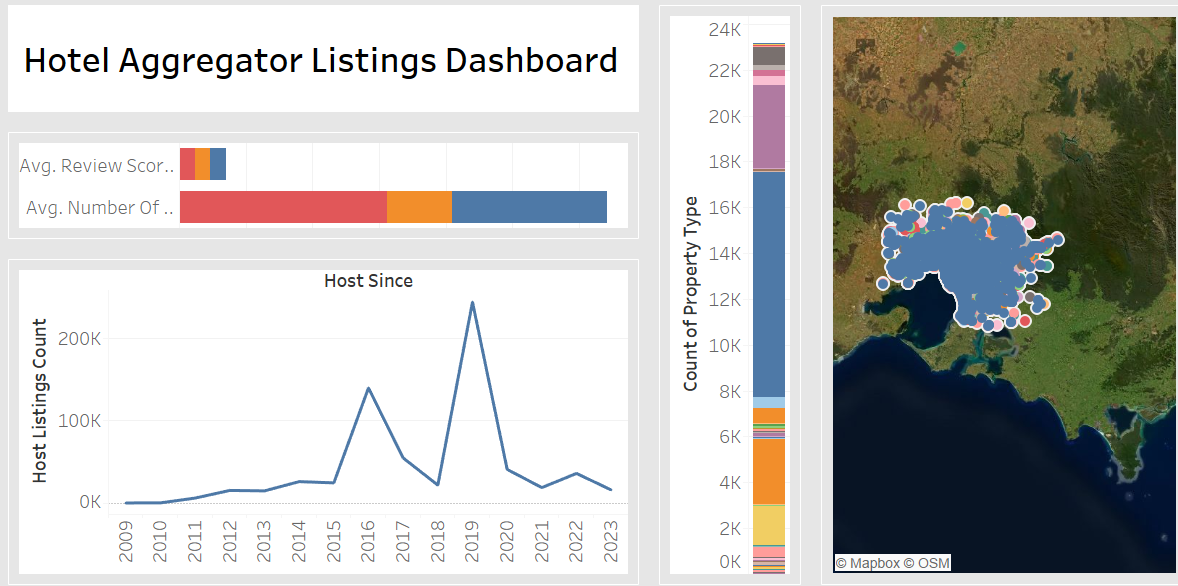 Hotel Aggregator Listings Dashboard
Avg. Review Scor..
Avg. Number Of ..
Host Since
Host Listings Count
200K
100K
0K
2009
2010
2011
2012
2013
2014
2015
2016
2017
2018
2019
2020
2021
2022
2023
Count of Property Type
24K
22K
20K
18K
16K
14K
12K
10K
8K
6K
4K
2K
0K
© Mapbox © OSM